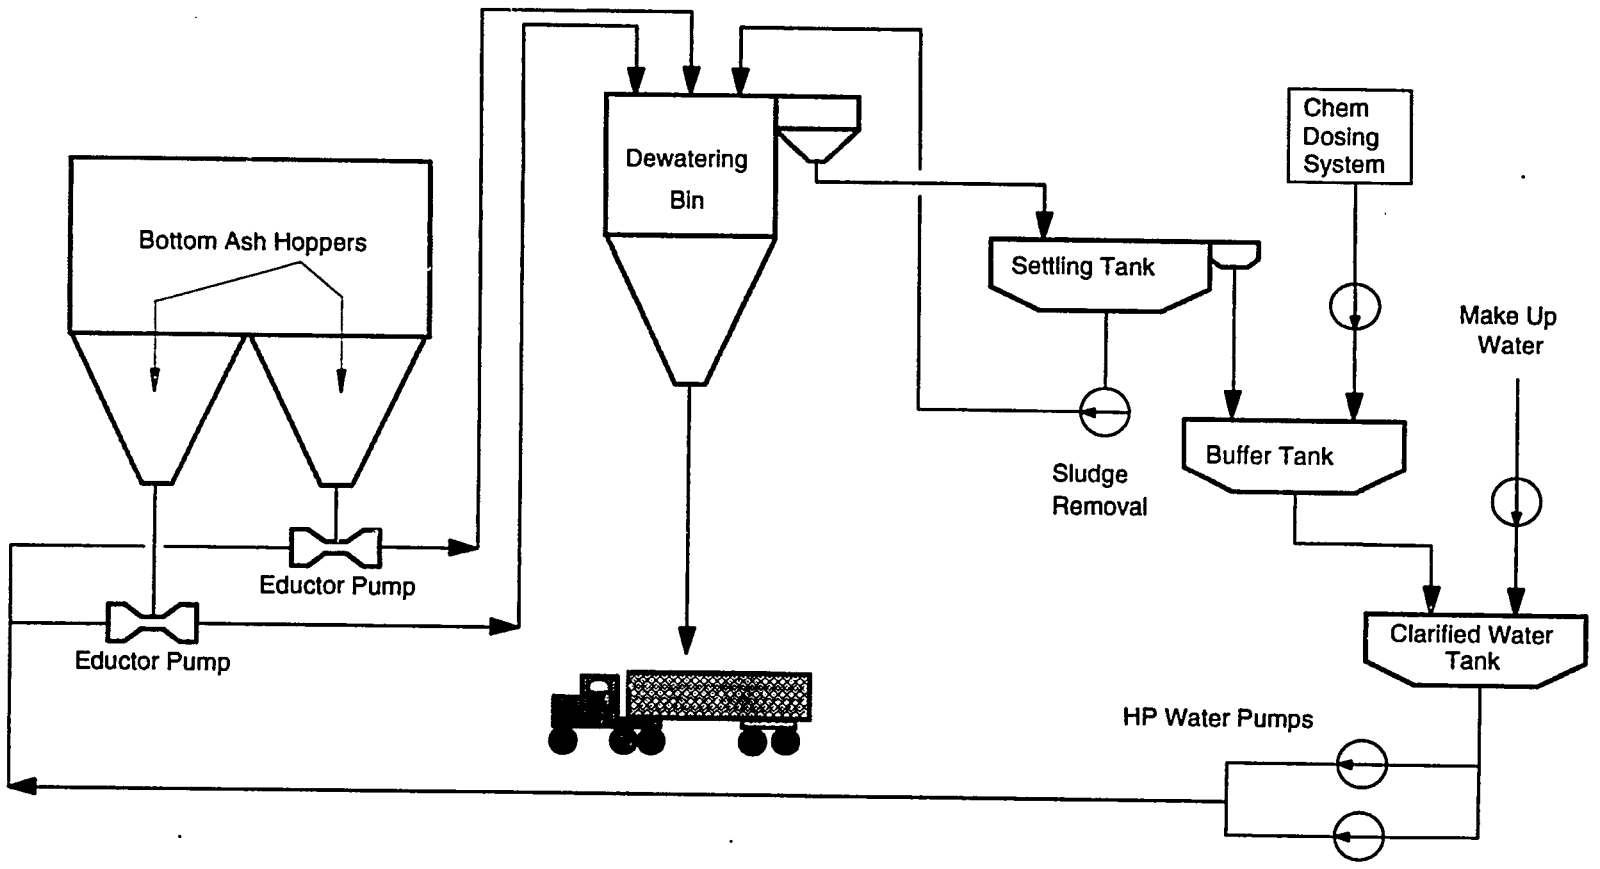 Chem
Dosing
System
Dewatering
Bin
Bottom Ash Hoppers
Settling Tank
Make Up
Water
Buffer Tank
Sludge
Removal
Eductor Pump
Eductor Pump
Clarified Water
Tank
HP Water Pumps